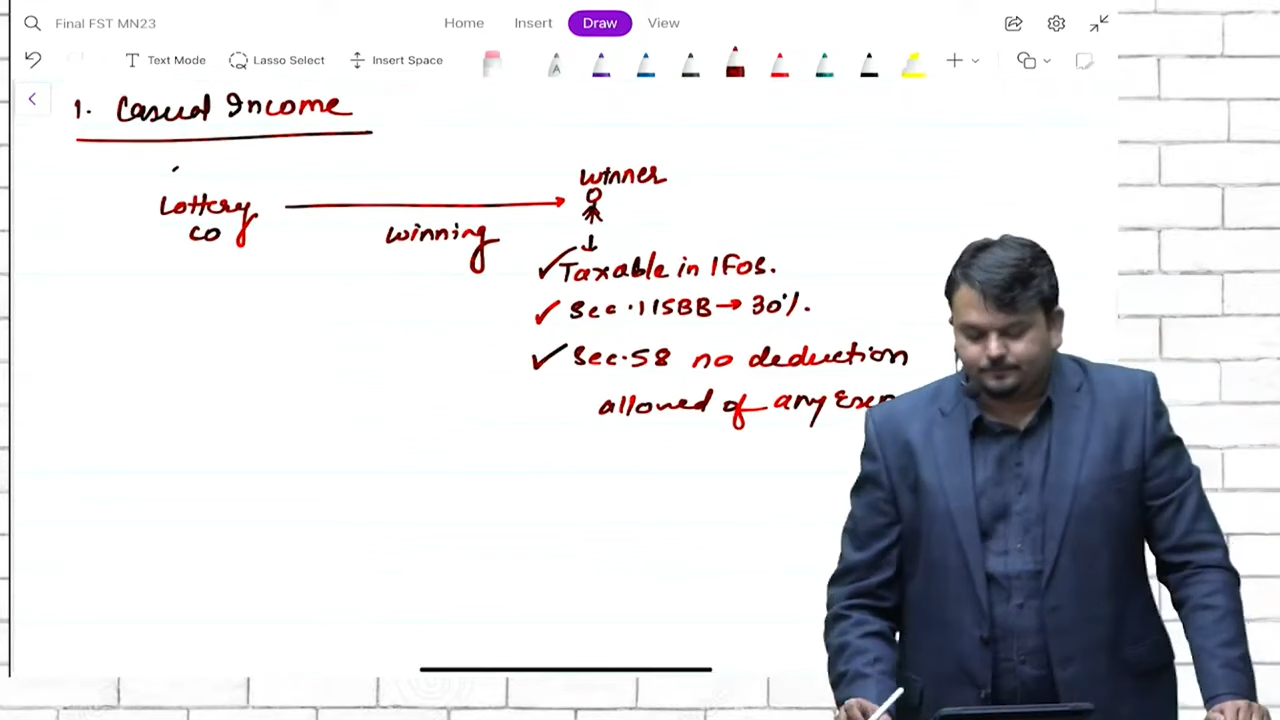 Final FST MN23
Home Insert Draw View
Text Mode Lasso Select Insert Space
A
1. Casual Income
Winner
Lottery
co
winning
Taxable in IFOS.
Sec.115BB → 30%.
Sec.58 no deduction
allowed of any